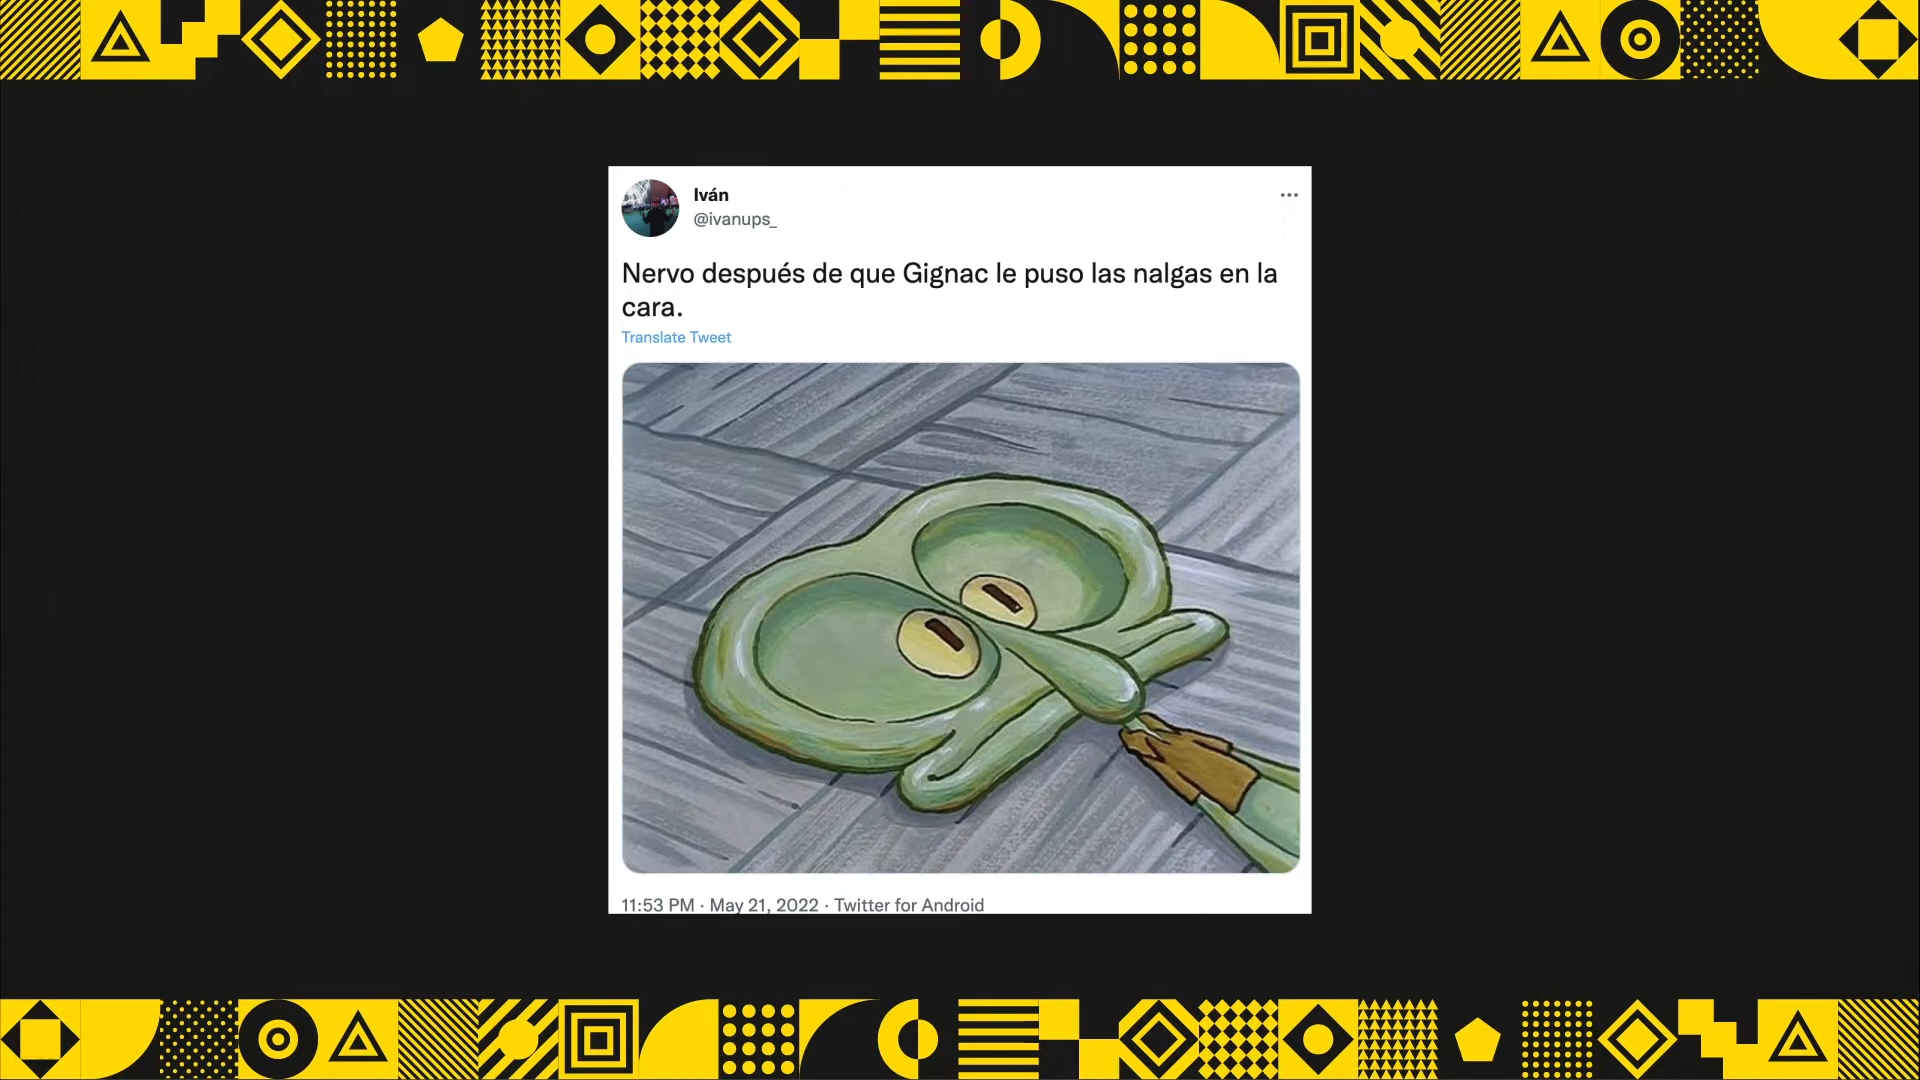 Iván
@ivanups_
Nervo después de que Gignac le puso las nalgas en la
cara.
Translate Tweet
11:53 PM · May 21, 2022 · Twitter for Android